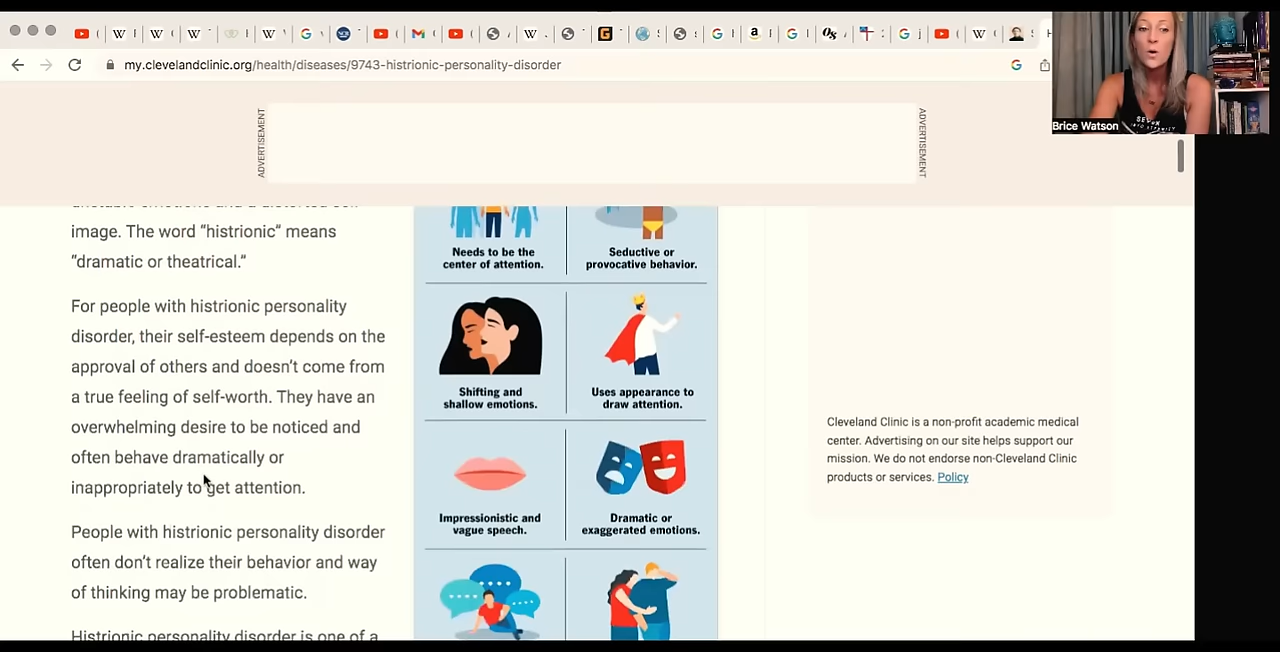 my.clevelandclinic.org/health/diseases/9743-histrionic-personality-disorder
Brice Watson
ADVERTISEMENT
ADVERTISEMENT
image. The word “histrionic” means
“dramatic or theatrical.”
For people with histrionic personality
disorder, their self-esteem depends on the
approval of others and doesn’t come from
a true feeling of self-worth. They have an
overwhelming desire to be noticed and
often behave dramatically or
inappropriately to get attention.
People with histrionic personality disorder
often don’t realize their behavior and way
of thinking may be problematic.
Histrionic personality disorder is one of a
Needs to be the
center of attention.
Seductive or
provocative behavior.
Shifting and
shallow emotions.
Uses appearance to
draw attention.
Impressionistic and
vague speech.
Dramatic or
exaggerated emotions.
Cleveland Clinic is a non-profit academic medical
center. Advertising on our site helps support our
mission. We do not endorse non-Cleveland Clinic
products or services. Policy